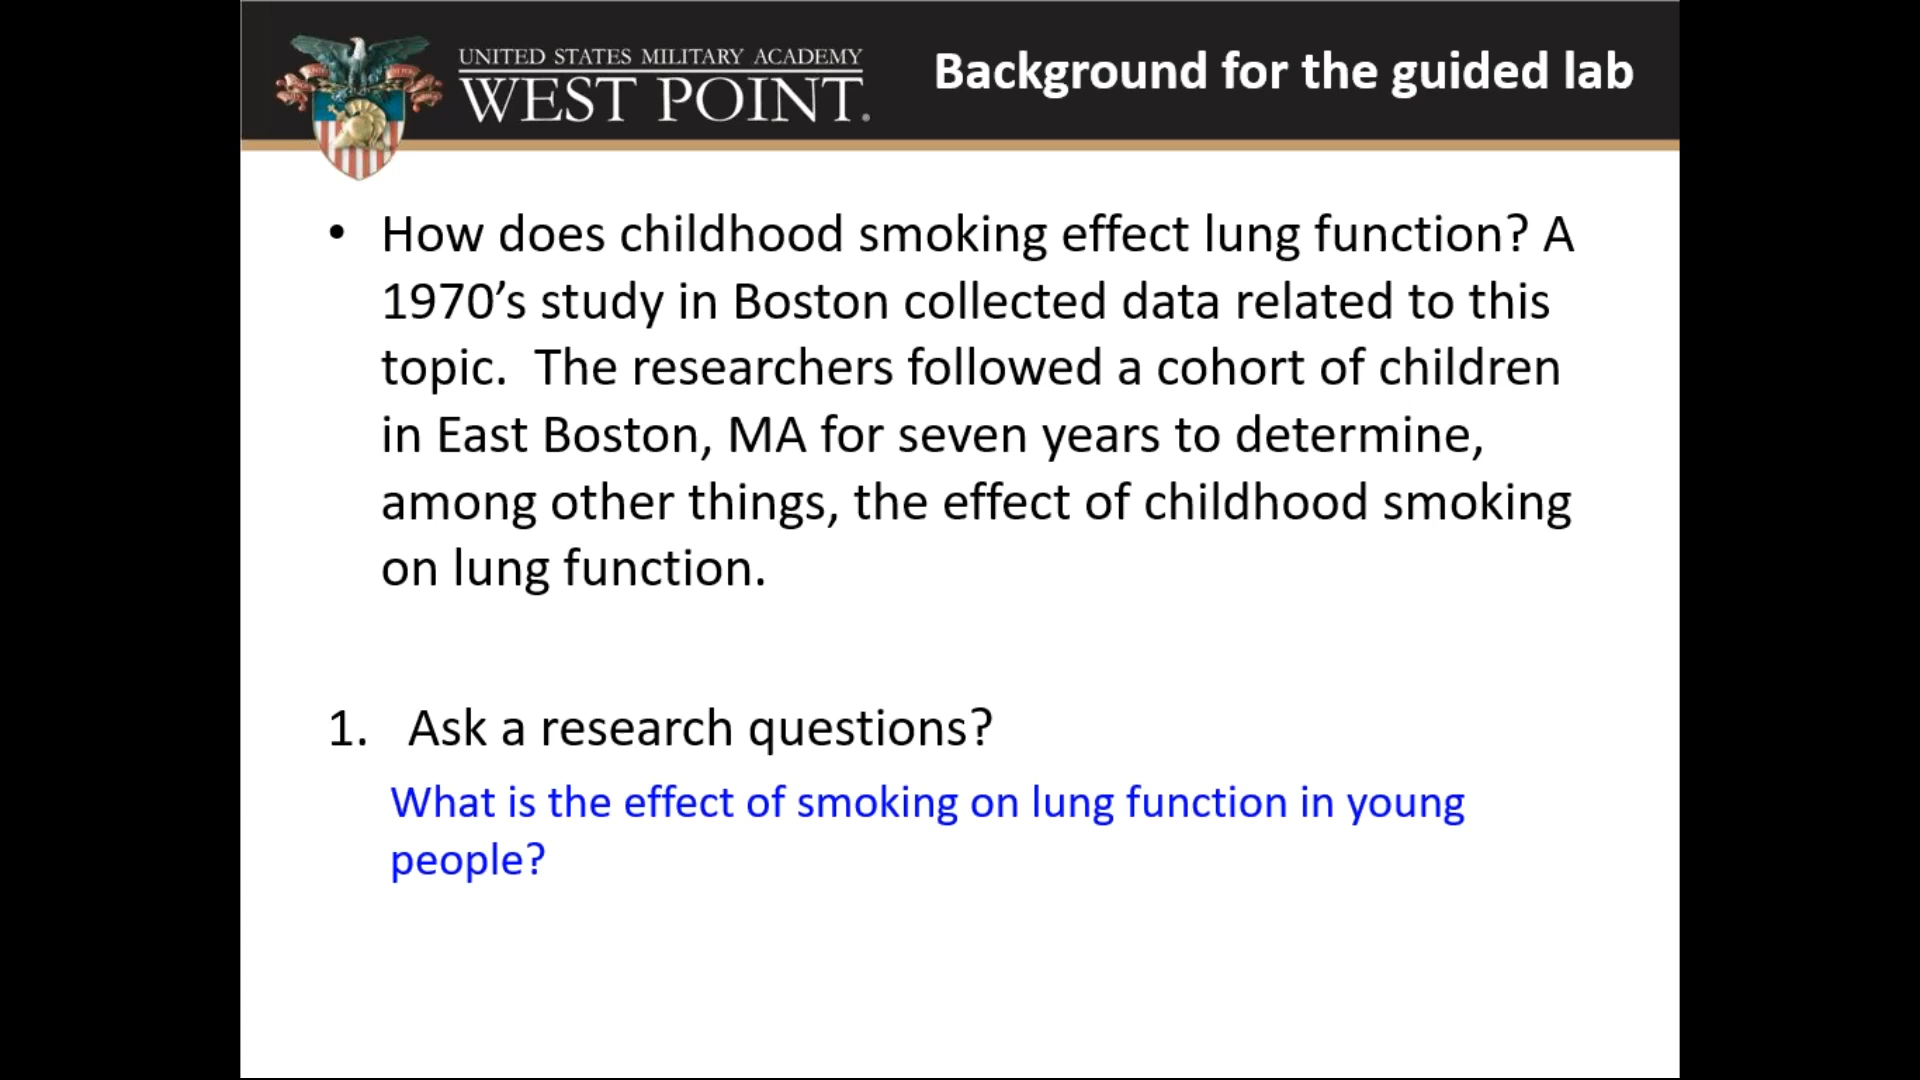 UNITED STATES MILITARY ACADEMY
WEST POINT.
Background for the guided lab
• How does childhood smoking effect lung function? A
1970’s study in Boston collected data related to this
topic.  The researchers followed a cohort of children
in East Boston, MA for seven years to determine,
among other things, the effect of childhood smoking
on lung function.
1. Ask a research questions?
What is the effect of smoking on lung function in young
people?